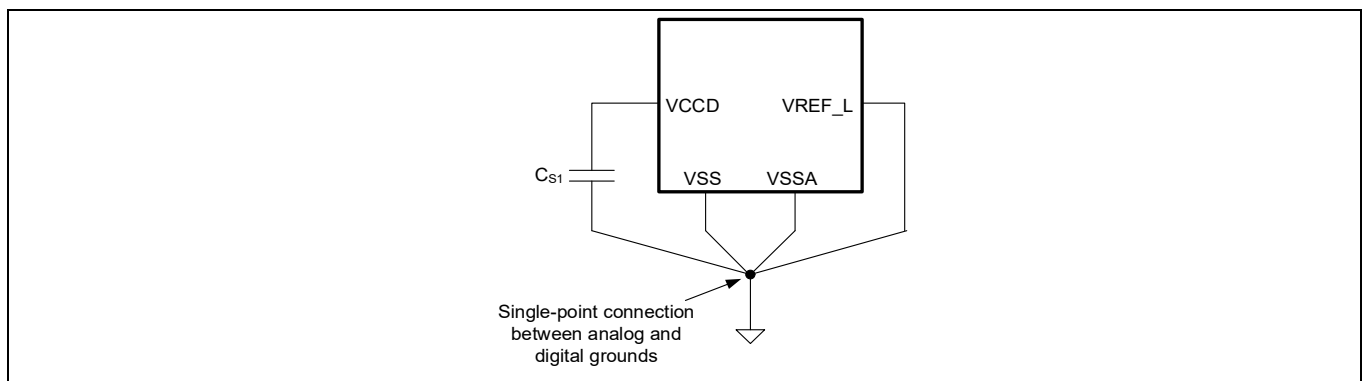 VCCD
VREF_L
CS1
VSS
VSSA
Single-point connection
between analog and
digital grounds